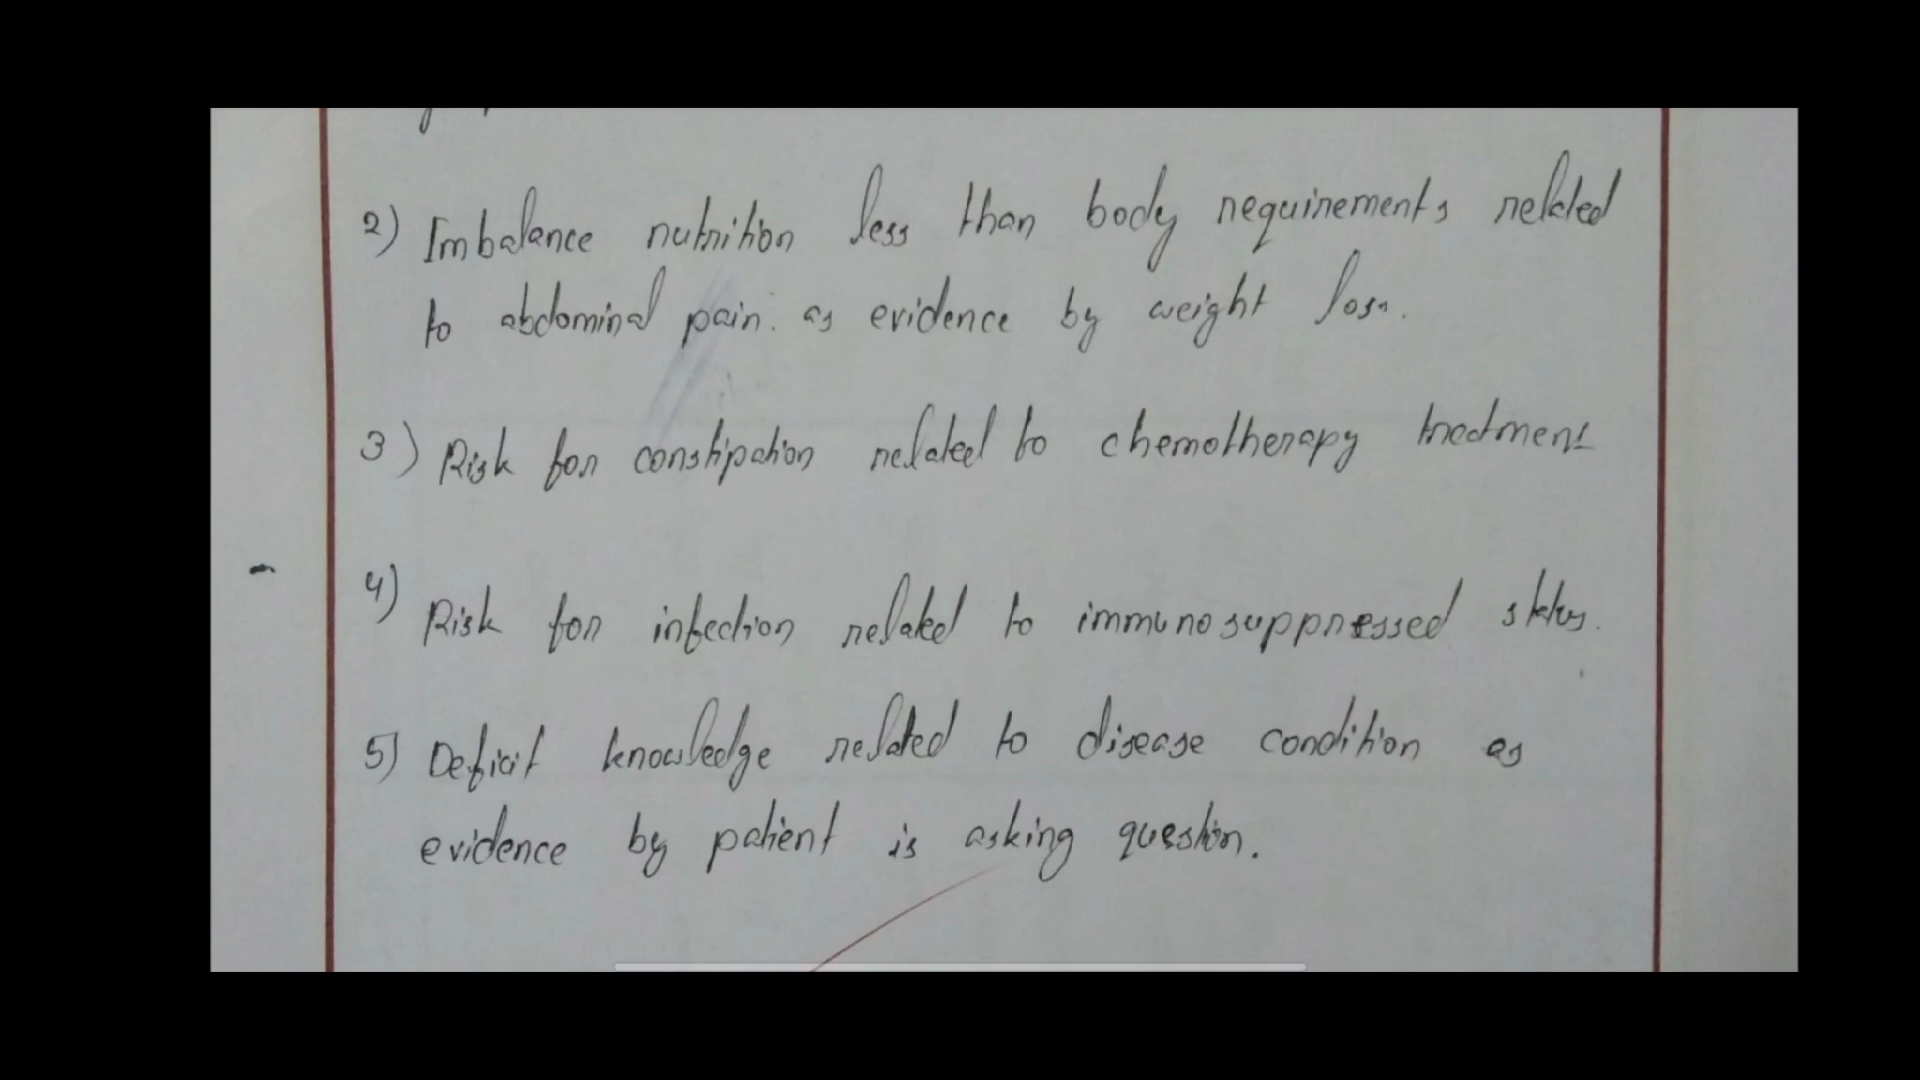 2) Imbalance nutrition less than body requirements related
to abdominal pain. as evidence by weight loss.
3) Risk for constipation related to chemotherapy treatment
4) Risk for infection related to immunosuppressed status.
5) Deficit knowledge related to disease condition as
evidence by patient is asking question.